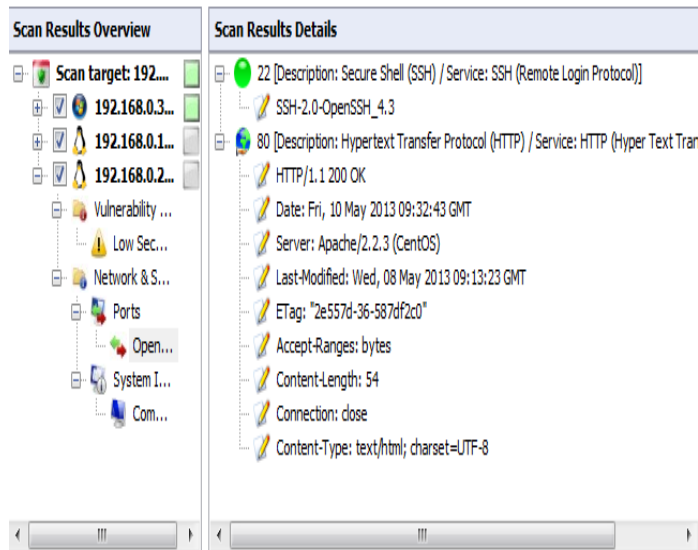 Scan Results Overview
Scan target: 192....
192.168.0.3...
192.168.0.1...
192.168.0.2...
Vulnerability ...
Low Sec...
Network & S...
Ports
Open...
System I...
Com...
Scan Results Details
22 [Description: Secure Shell (SSH) / Service: SSH (Remote Login Protocol)]
SSH-2.0-OpenSSH_4.3
80 [Description: Hypertext Transfer Protocol (HTTP) / Service: HTTP (Hyper Text Tran
HTTP/1.1 200 OK
Date: Fri, 10 May 2013 09:32:43 GMT
Server: Apache/2.2.3 (CentOS)
Last-Modified: Wed, 08 May 2013 09:13:23 GMT
ETag: "2e557d-36-587df2c0"
Accept-Ranges: bytes
Content-Length: 54
Connection: close
Content-Type: text/html; charset=UTF-8